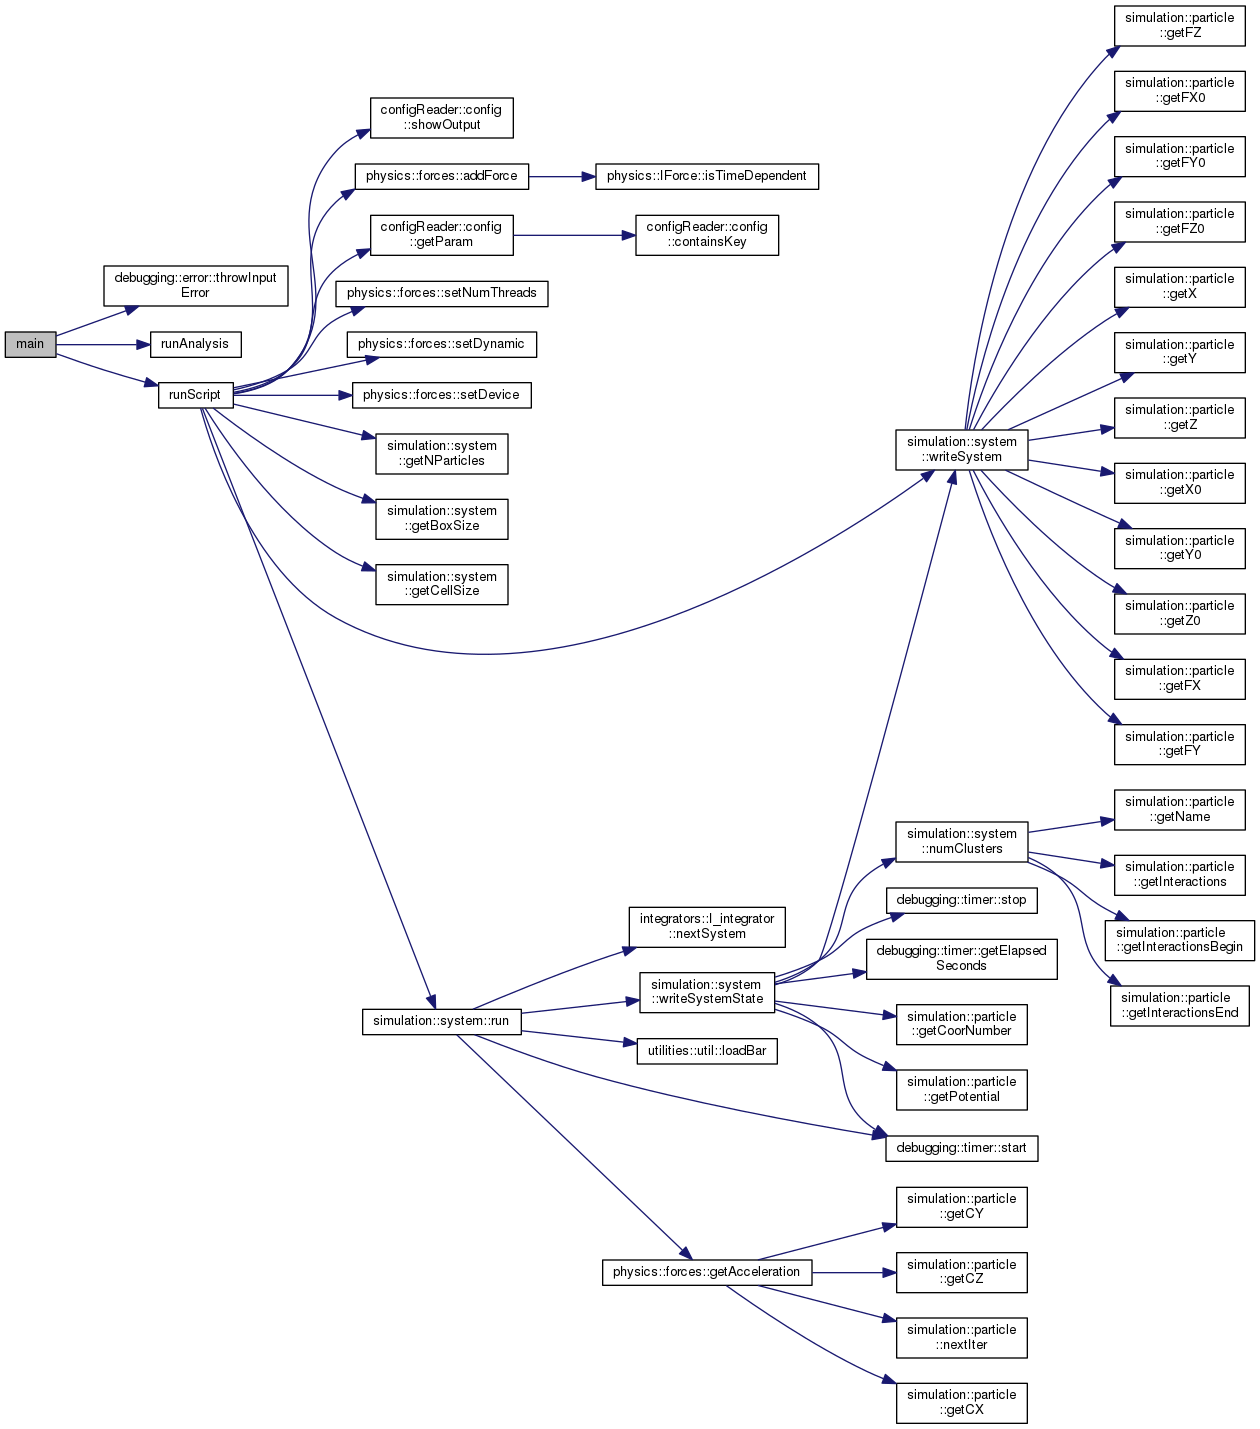 main
debugging::error::throwInput
Error
runAnalysis
runScript
configReader::config
::showOutput
physics::forces::addForce
configReader::config
::getParam
physics::forces::setNumThreads
physics::forces::setDynamic
physics::forces::setDevice
simulation::system
::getNParticles
simulation::system
::getBoxSize
simulation::system
::getCellSize
simulation::system::run
physics::IForce::isTimeDependent
configReader::config
::containsKey
integrators::I_integrator
::nextSystem
simulation::system
::writeSystemState
utilities::util::loadBar
physics::forces::getAcceleration
simulation::system
::writeSystem
simulation::system
::numClusters
debugging::timer::stop
debugging::timer::getElapsed
Seconds
simulation::particle
::getCoorNumber
simulation::particle
::getPotential
debugging::timer::start
simulation::particle
::getCY
simulation::particle
::getCZ
simulation::particle
::nextIter
simulation::particle
::getCX
simulation::particle
::getFZ
simulation::particle
::getFX0
simulation::particle
::getFY0
simulation::particle
::getFZ0
simulation::particle
::getX
simulation::particle
::getY
simulation::particle
::getZ
simulation::particle
::getX0
simulation::particle
::getY0
simulation::particle
::getZ0
simulation::particle
::getFX
simulation::particle
::getFY
simulation::particle
::getName
simulation::particle
::getInteractions
simulation::particle
::getInteractionsBegin
simulation::particle
::getInteractionsEnd